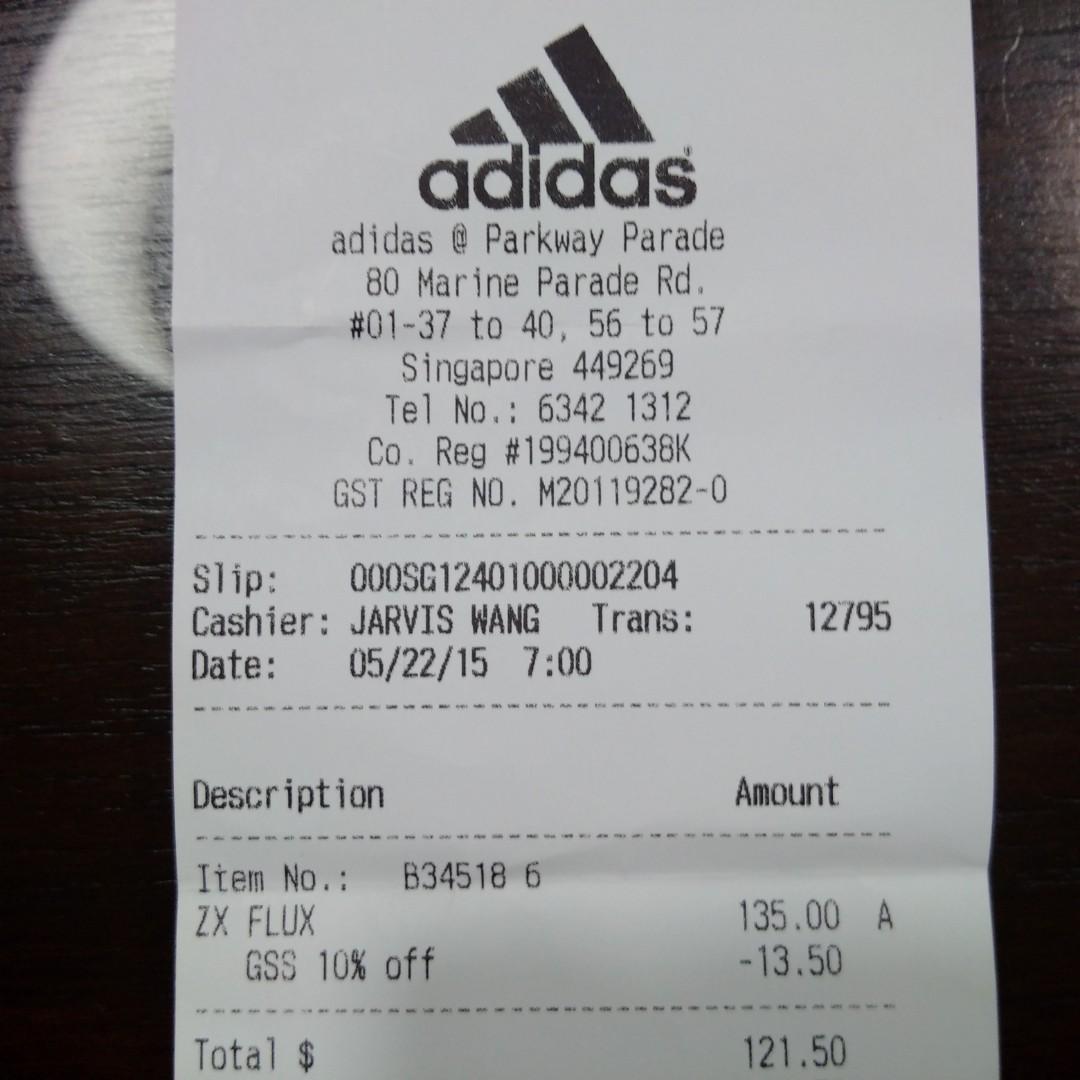 adidas
adidas @ Parkway Parade
80 Marine Parade Rd.
#01-37 to 40, 56 to 57
Singapore 449269
Tel No.: 6342 1312
Co. Reg #199400638K
GST REG NO. M20119282-0
Slip: 000SG12401000002204
Cashier: JARVIS WANG Trans: 12795
Date: 05/22/15 7:00
Description Amount
Item No.: B34518 6
ZX FLUX 135.00 A
GSS 10% off -13.50
Total $ 121.50